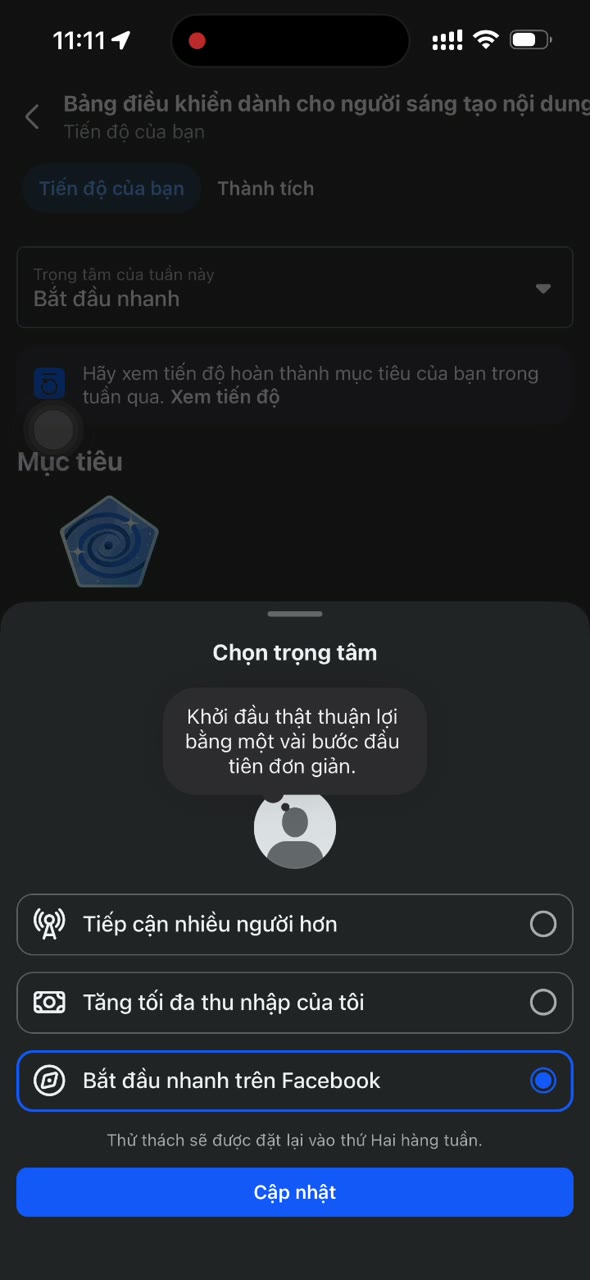 11:11
Bảng điều khiển dành cho người sáng tạo nội dung
Tiến độ của bạn
Tiến độ của bạn Thành tích
Trọng tâm của tuần này
Bắt đầu nhanh
Hãy xem tiến độ hoàn thành mục tiêu của bạn trong
tuần qua. Xem tiến độ
Mục tiêu
Chọn trọng tâm
Khởi đầu thật thuận lợi
bằng một vài bước đầu
tiên đơn giản.
Tiếp cận nhiều người hơn
Tăng tối đa thu nhập của tôi
Bắt đầu nhanh trên Facebook
Thử thách sẽ được đặt lại vào thứ Hai hàng tuần.
Cập nhật